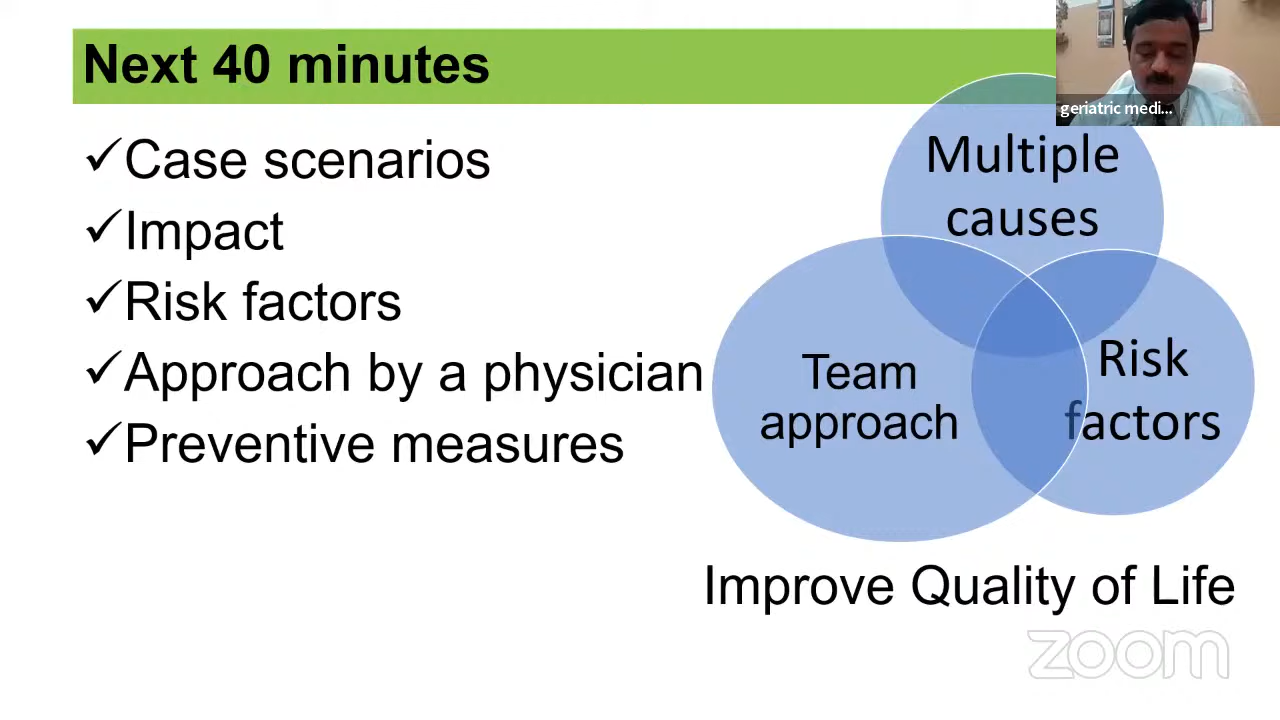 Next 40 minutes
geriatric medi...
✓Case scenarios
✓Impact
✓Risk factors
✓Approach by a physician
✓Preventive measures
Multiple
causes
Team
approach
Risk
factors
Improve Quality of Life
zoom